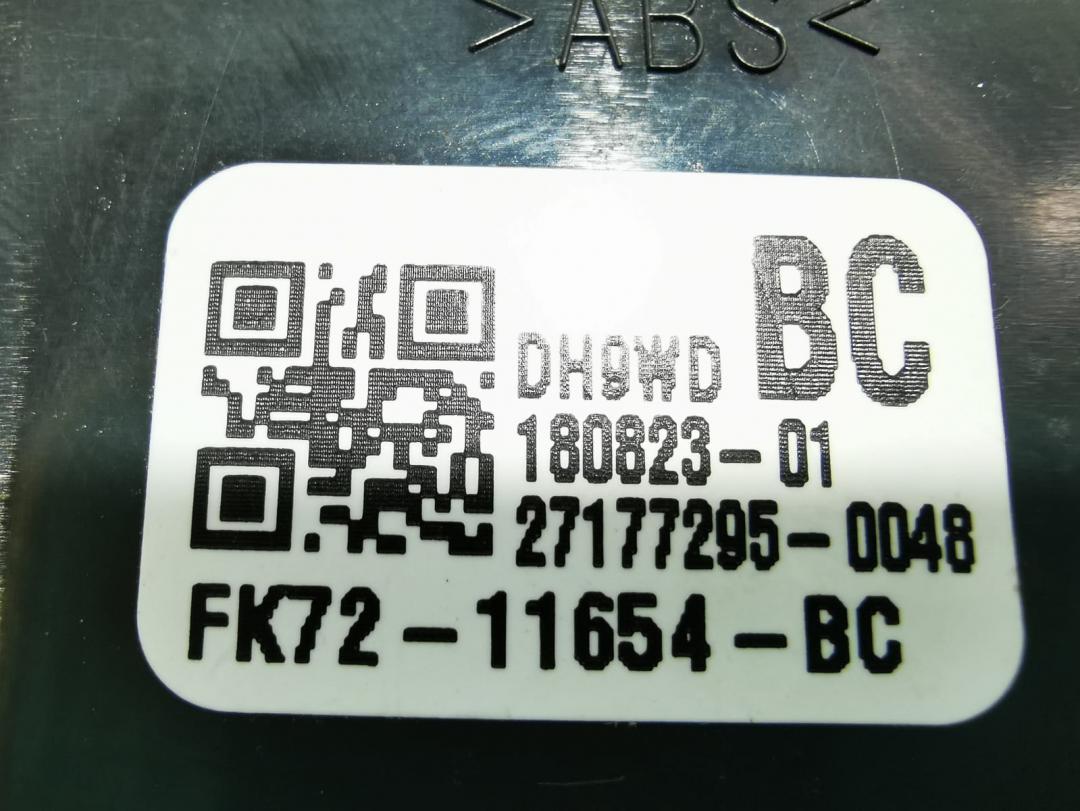 >ABS<
BC
DH9WD
180823-01
27177295-0048
FK72-11654-BC